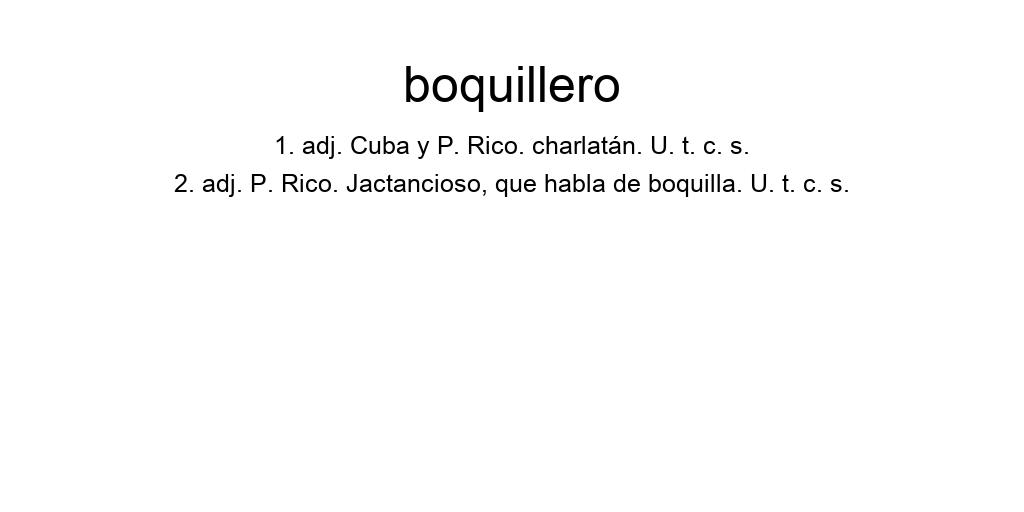 boquillero
1. adj. Cuba y P. Rico. charlatán. U. t. c. s.
2. adj. P. Rico. Jactancioso, que habla de boquilla. U. t. c. s.